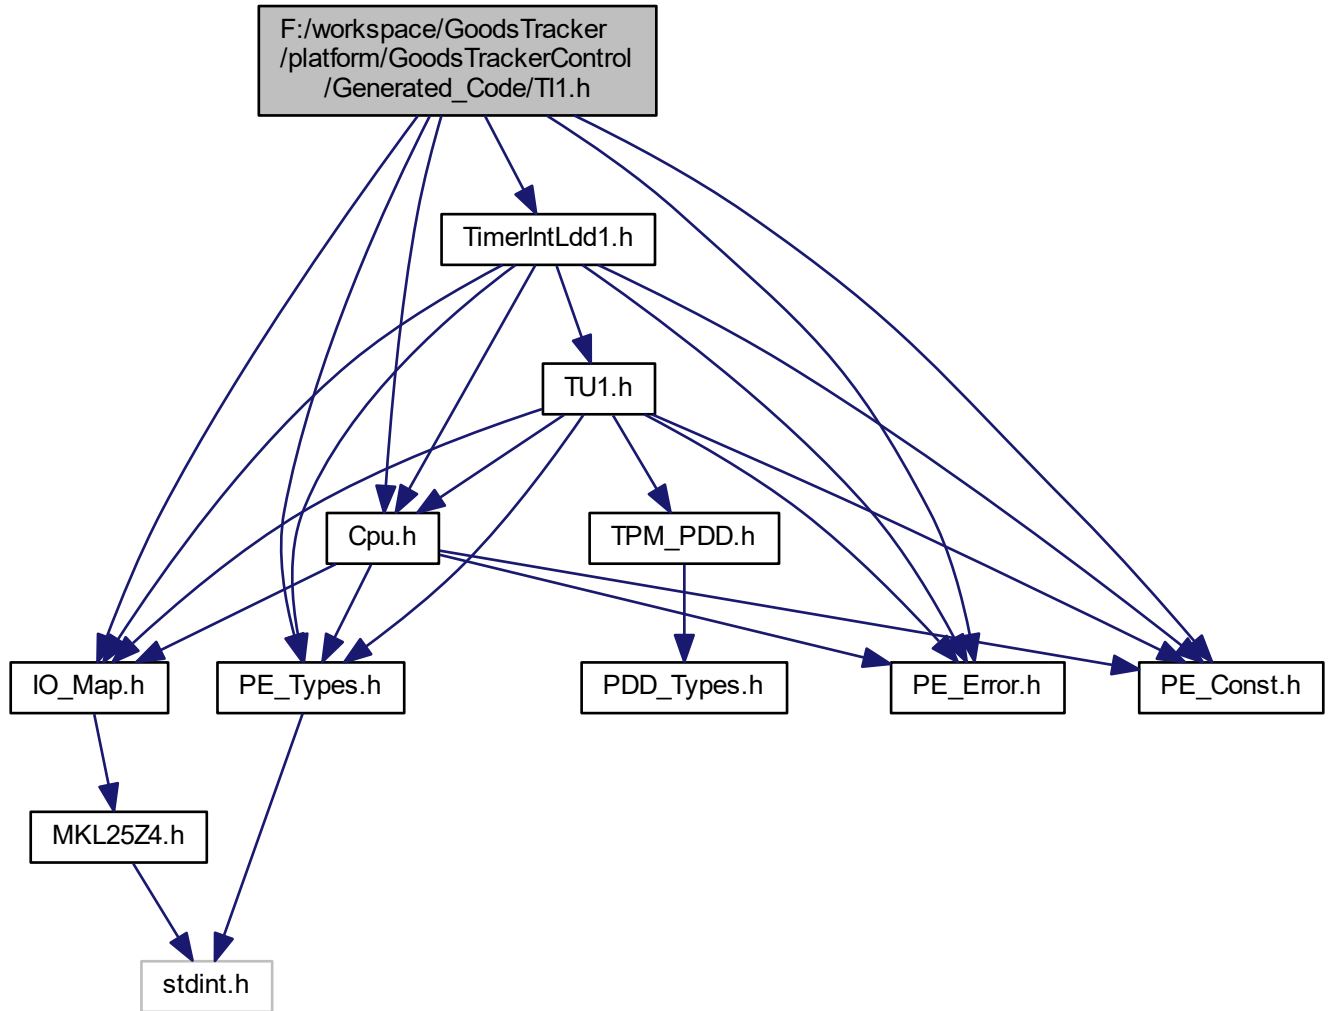 F:/workspace/GoodsTracker
/platform/GoodsTrackerControl
/Generated_Code/TI1.h
TimerIntLdd1.h
TU1.h
Cpu.h
TPM_PDD.h
IO_Map.h
PE_Types.h
PDD_Types.h
PE_Error.h
PE_Const.h
MKL25Z4.h
stdint.h